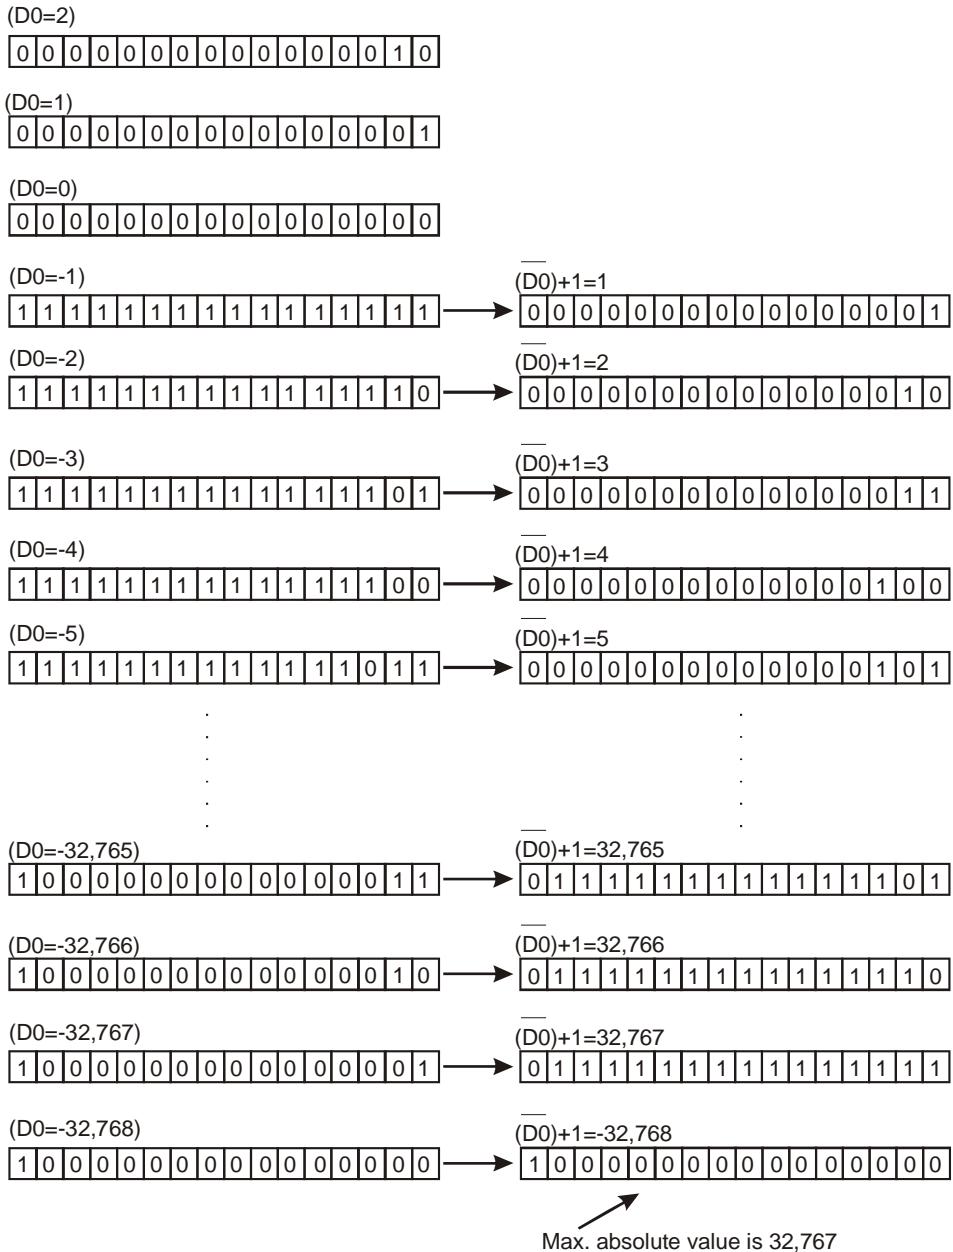 (D0=2)
0 0 0 0 0 0 0 0 0 0 0 0 0 0 1 0
(D0=1)
0 0 0 0 0 0 0 0 0 0 0 0 0 0 0 1
(D0=0)
0 0 0 0 0 0 0 0 0 0 0 0 0 0 0 0
(D0=-1) (D0)+1=1
1 1 1 1 1 1 1 1 1 1 1 1 1 1 1 1 0 0 0 0 0 0 0 0 0 0 0 0 0 0 0 1
(D0=-2) (D0)+1=2
1 1 1 1 1 1 1 1 1 1 1 1 1 1 1 0 0 0 0 0 0 0 0 0 0 0 0 0 0 0 1 0
(D0=-3) (D0)+1=3
1 1 1 1 1 1 1 1 1 1 1 1 1 1 0 1 0 0 0 0 0 0 0 0 0 0 0 0 0 0 1 1
(D0=-4) (D0)+1=4
1 1 1 1 1 1 1 1 1 1 1 1 1 1 0 0 0 0 0 0 0 0 0 0 0 0 0 0 0 1 0 0
(D0=-5) (D0)+1=5
1 1 1 1 1 1 1 1 1 1 1 1 1 0 1 1 0 0 0 0 0 0 0 0 0 0 0 0 0 1 0 1
(D0=-32,765) (D0)+1=32,765
1 0 0 0 0 0 0 0 0 0 0 0 0 0 1 1 0 1 1 1 1 1 1 1 1 1 1 1 1 1 0 1
(D0=-32,766) (D0)+1=32,766
1 0 0 0 0 0 0 0 0 0 0 0 0 0 1 0 0 1 1 1 1 1 1 1 1 1 1 1 1 1 1 0
(D0=-32,767) (D0)+1=32,767
1 0 0 0 0 0 0 0 0 0 0 0 0 0 0 1 0 1 1 1 1 1 1 1 1 1 1 1 1 1 1 1
(D0=-32,768) (D0)+1=-32,768
1 0 0 0 0 0 0 0 0 0 0 0 0 0 0 0 1 0 0 0 0 0 0 0 0 0 0 0 0 0 0 0
Max. absolute value is 32,767